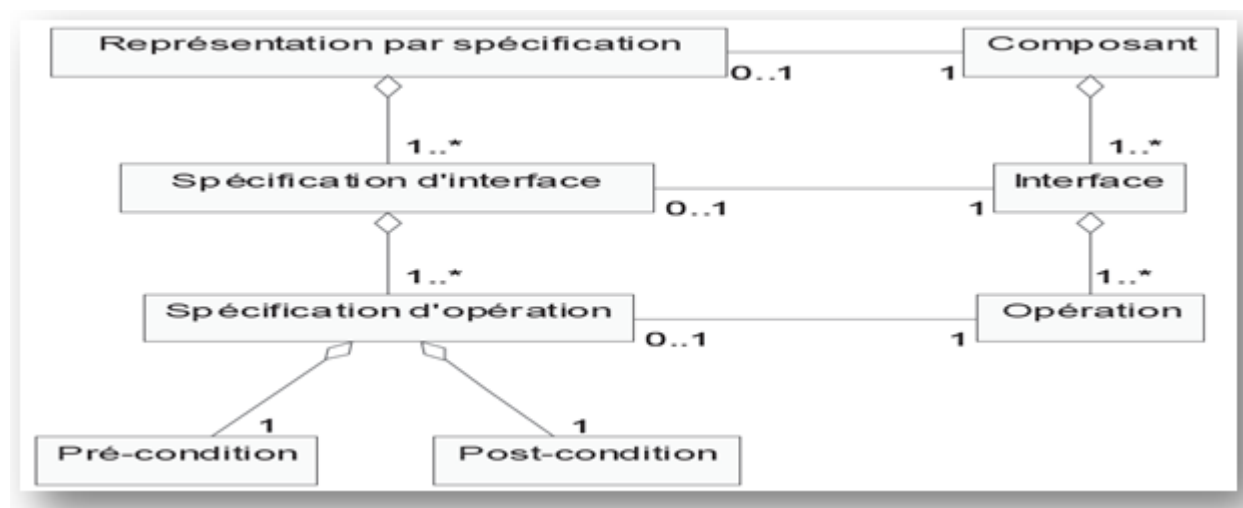 Représentation par spécification
Composant
0..1
1
1..*
1..*
Spécification d'interface
Interface
0..1
1
1..*
1..*
Spécification d'opération
Opération
0..1
1
1
1
Pré-condition
Post-condition